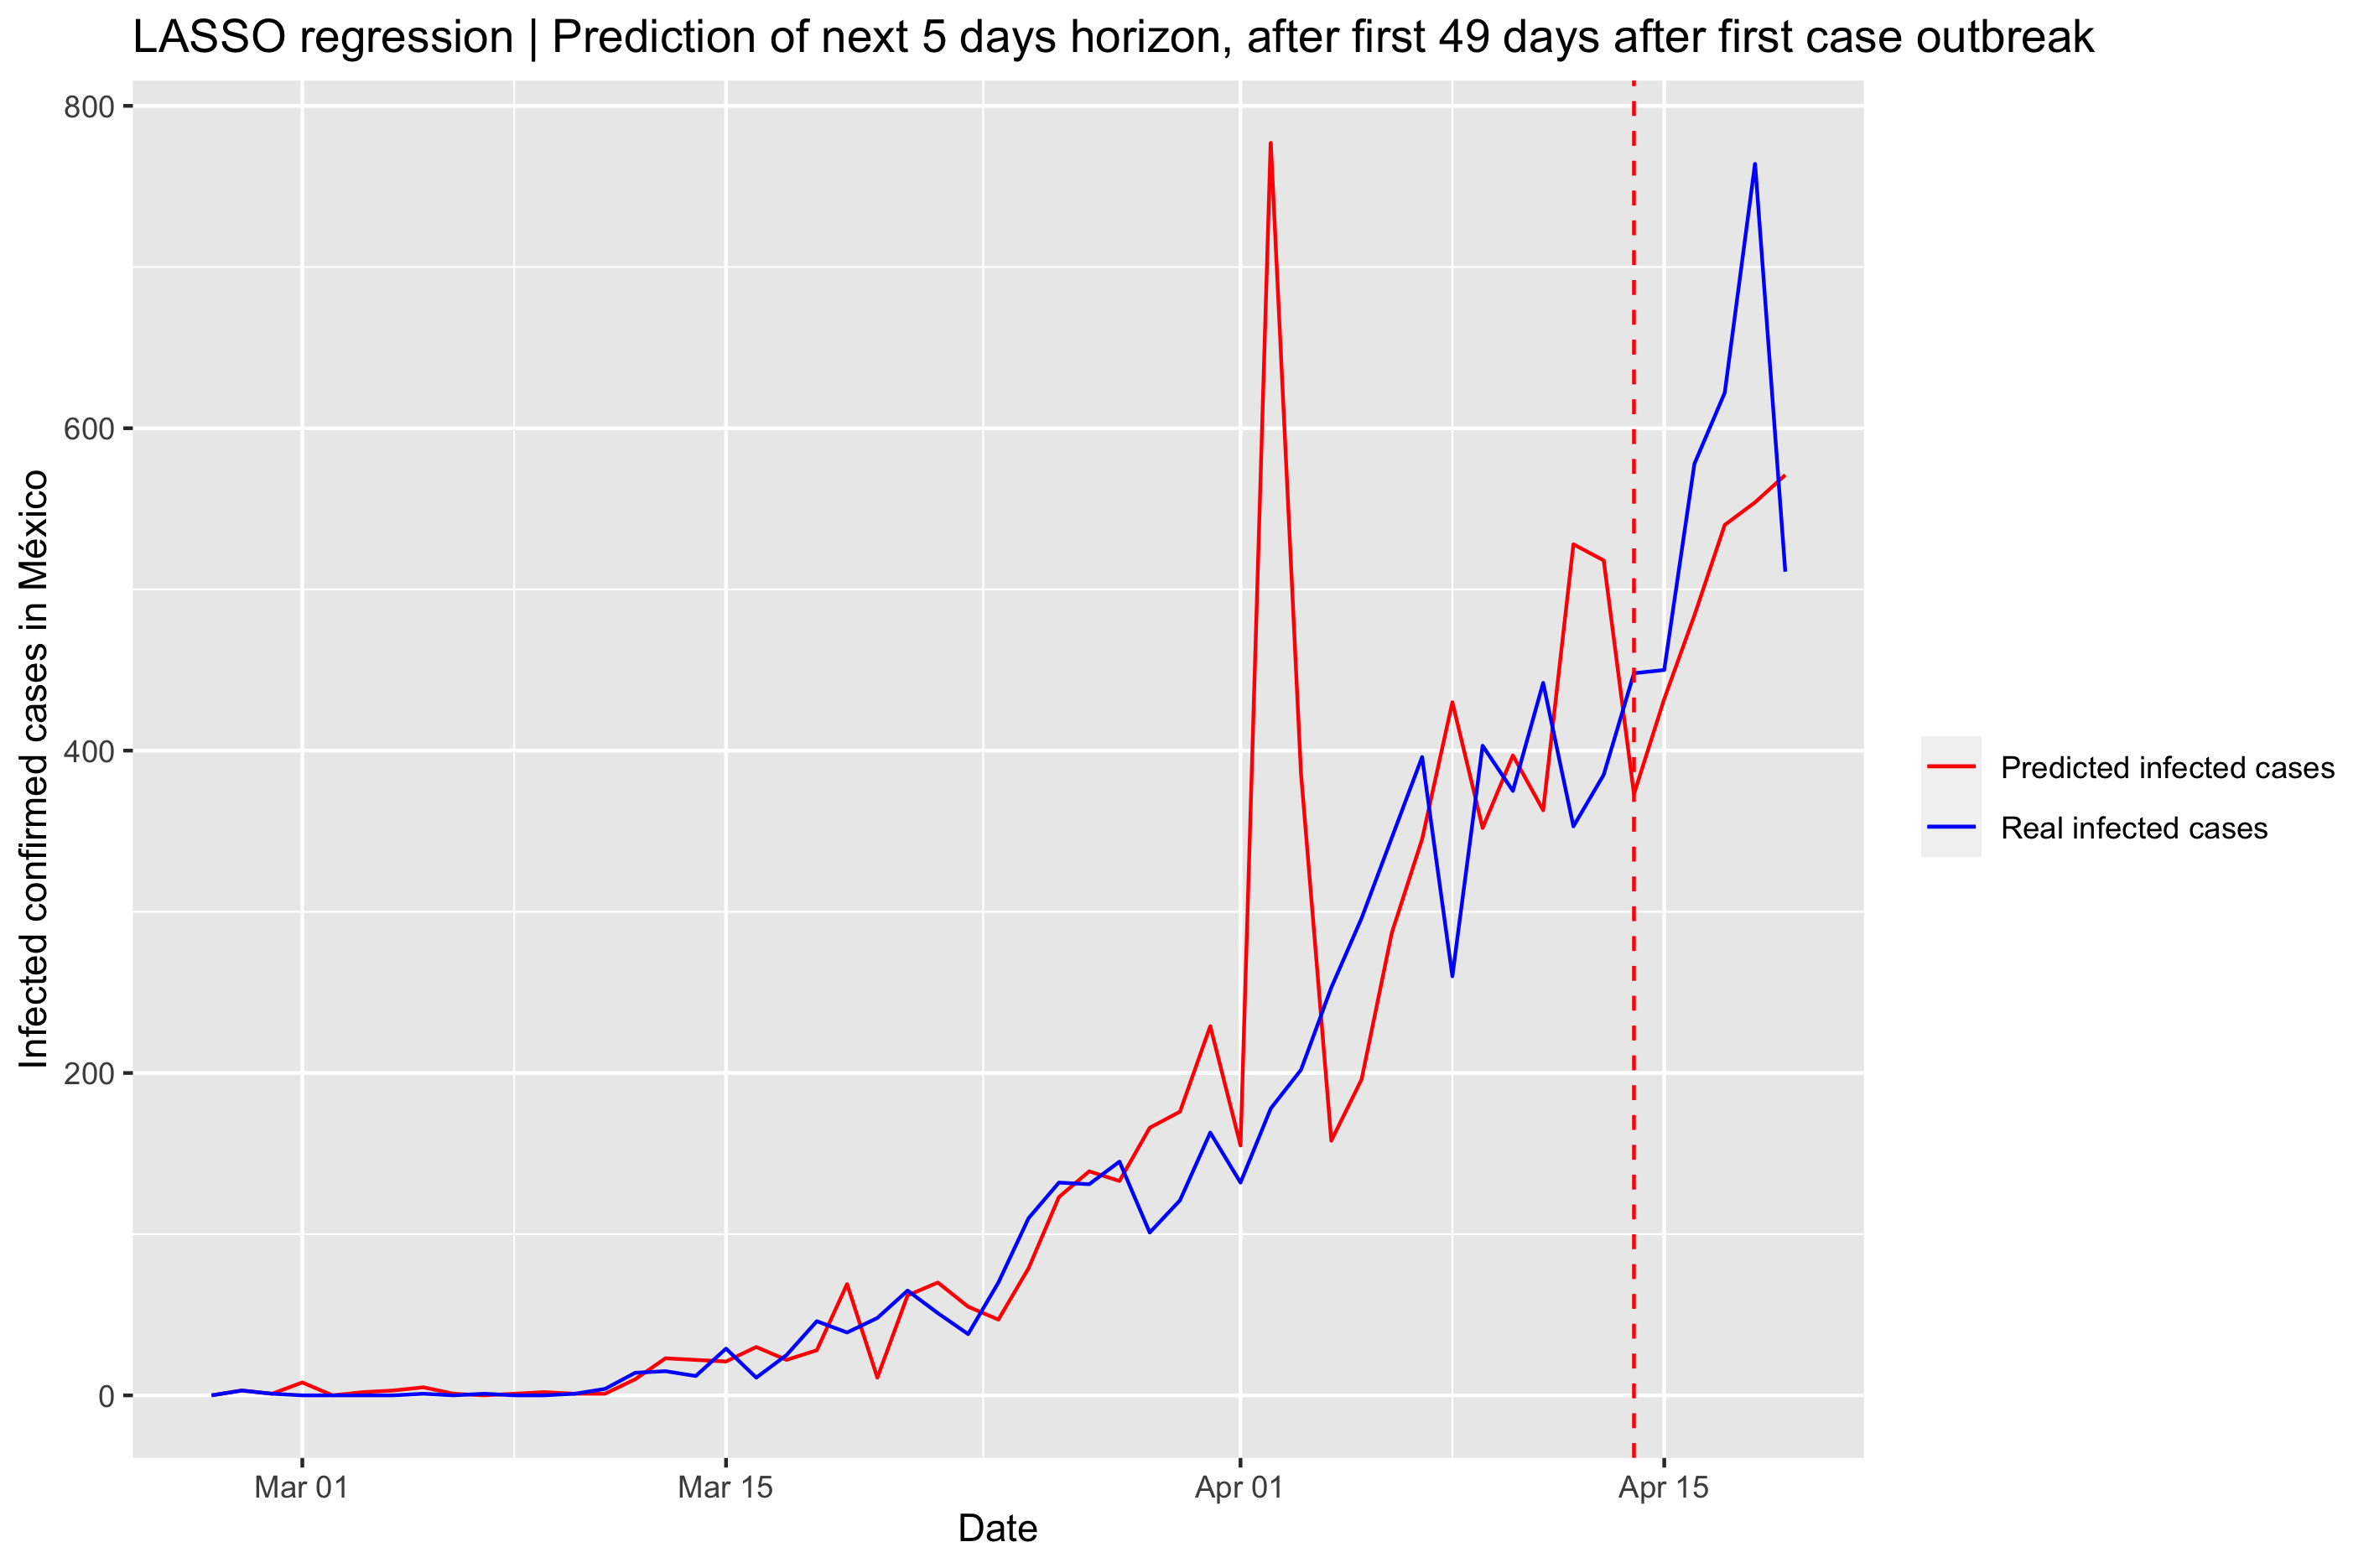 LASSO regression | Prediction of next 5 days horizon, after first 49 days after first case outbreak
Infected confirmed cases in México
800
600
400
200
0
Mar 01
Mar 15
Apr 01
Apr 15
Date
Predicted infected cases
Real infected cases